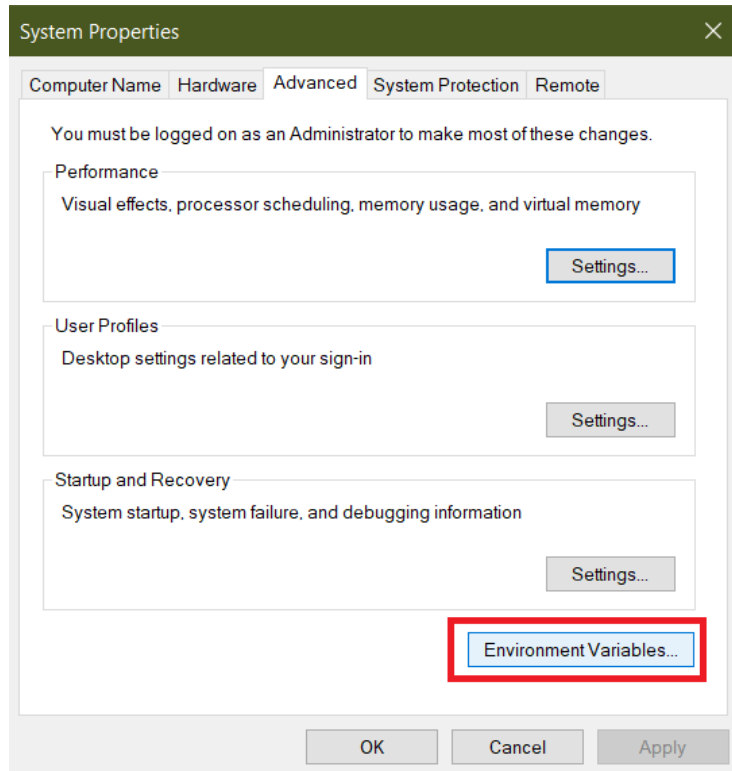 System Properties
Computer Name Hardware Advanced System Protection Remote
You must be logged on as an Administrator to make most of these changes.
Performance
Visual effects, processor scheduling, memory usage, and virtual memory
Settings...
User Profiles
Desktop settings related to your sign-in
Settings...
Startup and Recovery
System startup, system failure, and debugging information
Settings...
Environment Variables...
OK Cancel Apply